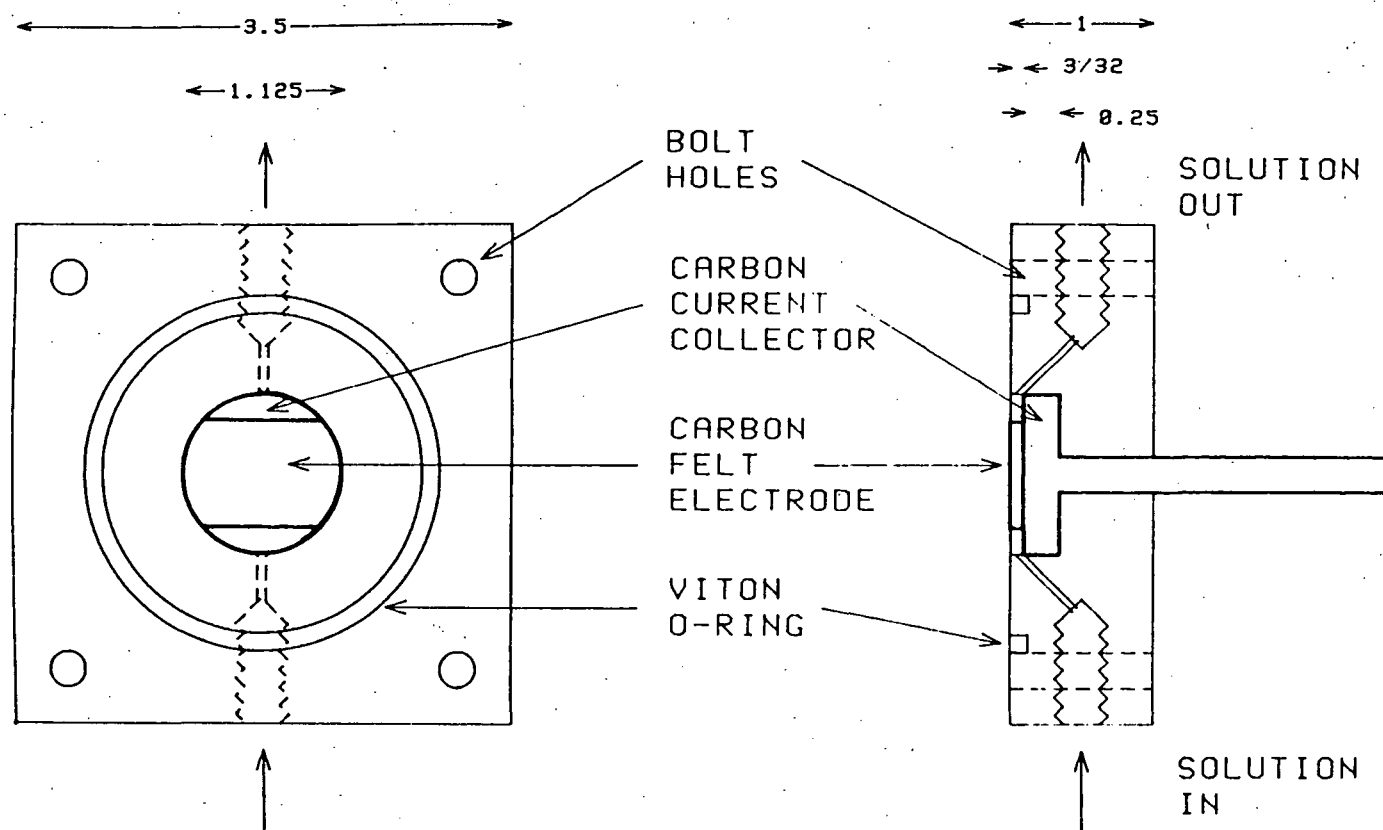 3.5
1.125
1
3/32
0.25
BOLT
HOLES
SOLUTION
OUT
CARBON
CURRENT
COLLECTOR
CARBON
FELT
ELECTRODE
VITON
O-RING
SOLUTION
IN